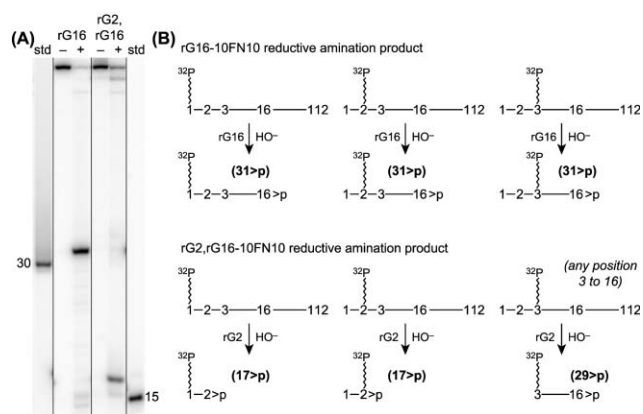 (A)
rG2,
rG16 rG16
std – + – + std
30
15
(B)
rG16-10FN10 reductive amination product
32P 32P 32P
1–2–3—16—112 1–2–3—16—112 1–2–3—16—112
rG16 HO– rG16 HO– rG16 HO–
32P (31>p) 32P (31>p) 32P (31>p)
1–2–3—16>p 1–2–3—16>p 1–2–3—16>p
rG2,rG16-10FN10 reductive amination product
(any position
3 to 16)
32P 32P 32P
1–2–3—16—112 1–2–3—16—112 1–2–3—16—112
rG2 HO– rG2 HO– rG2 HO–
32P (17>p) 32P (17>p) 32P (29>p)
1–2>p 1–2>p 3—16>p